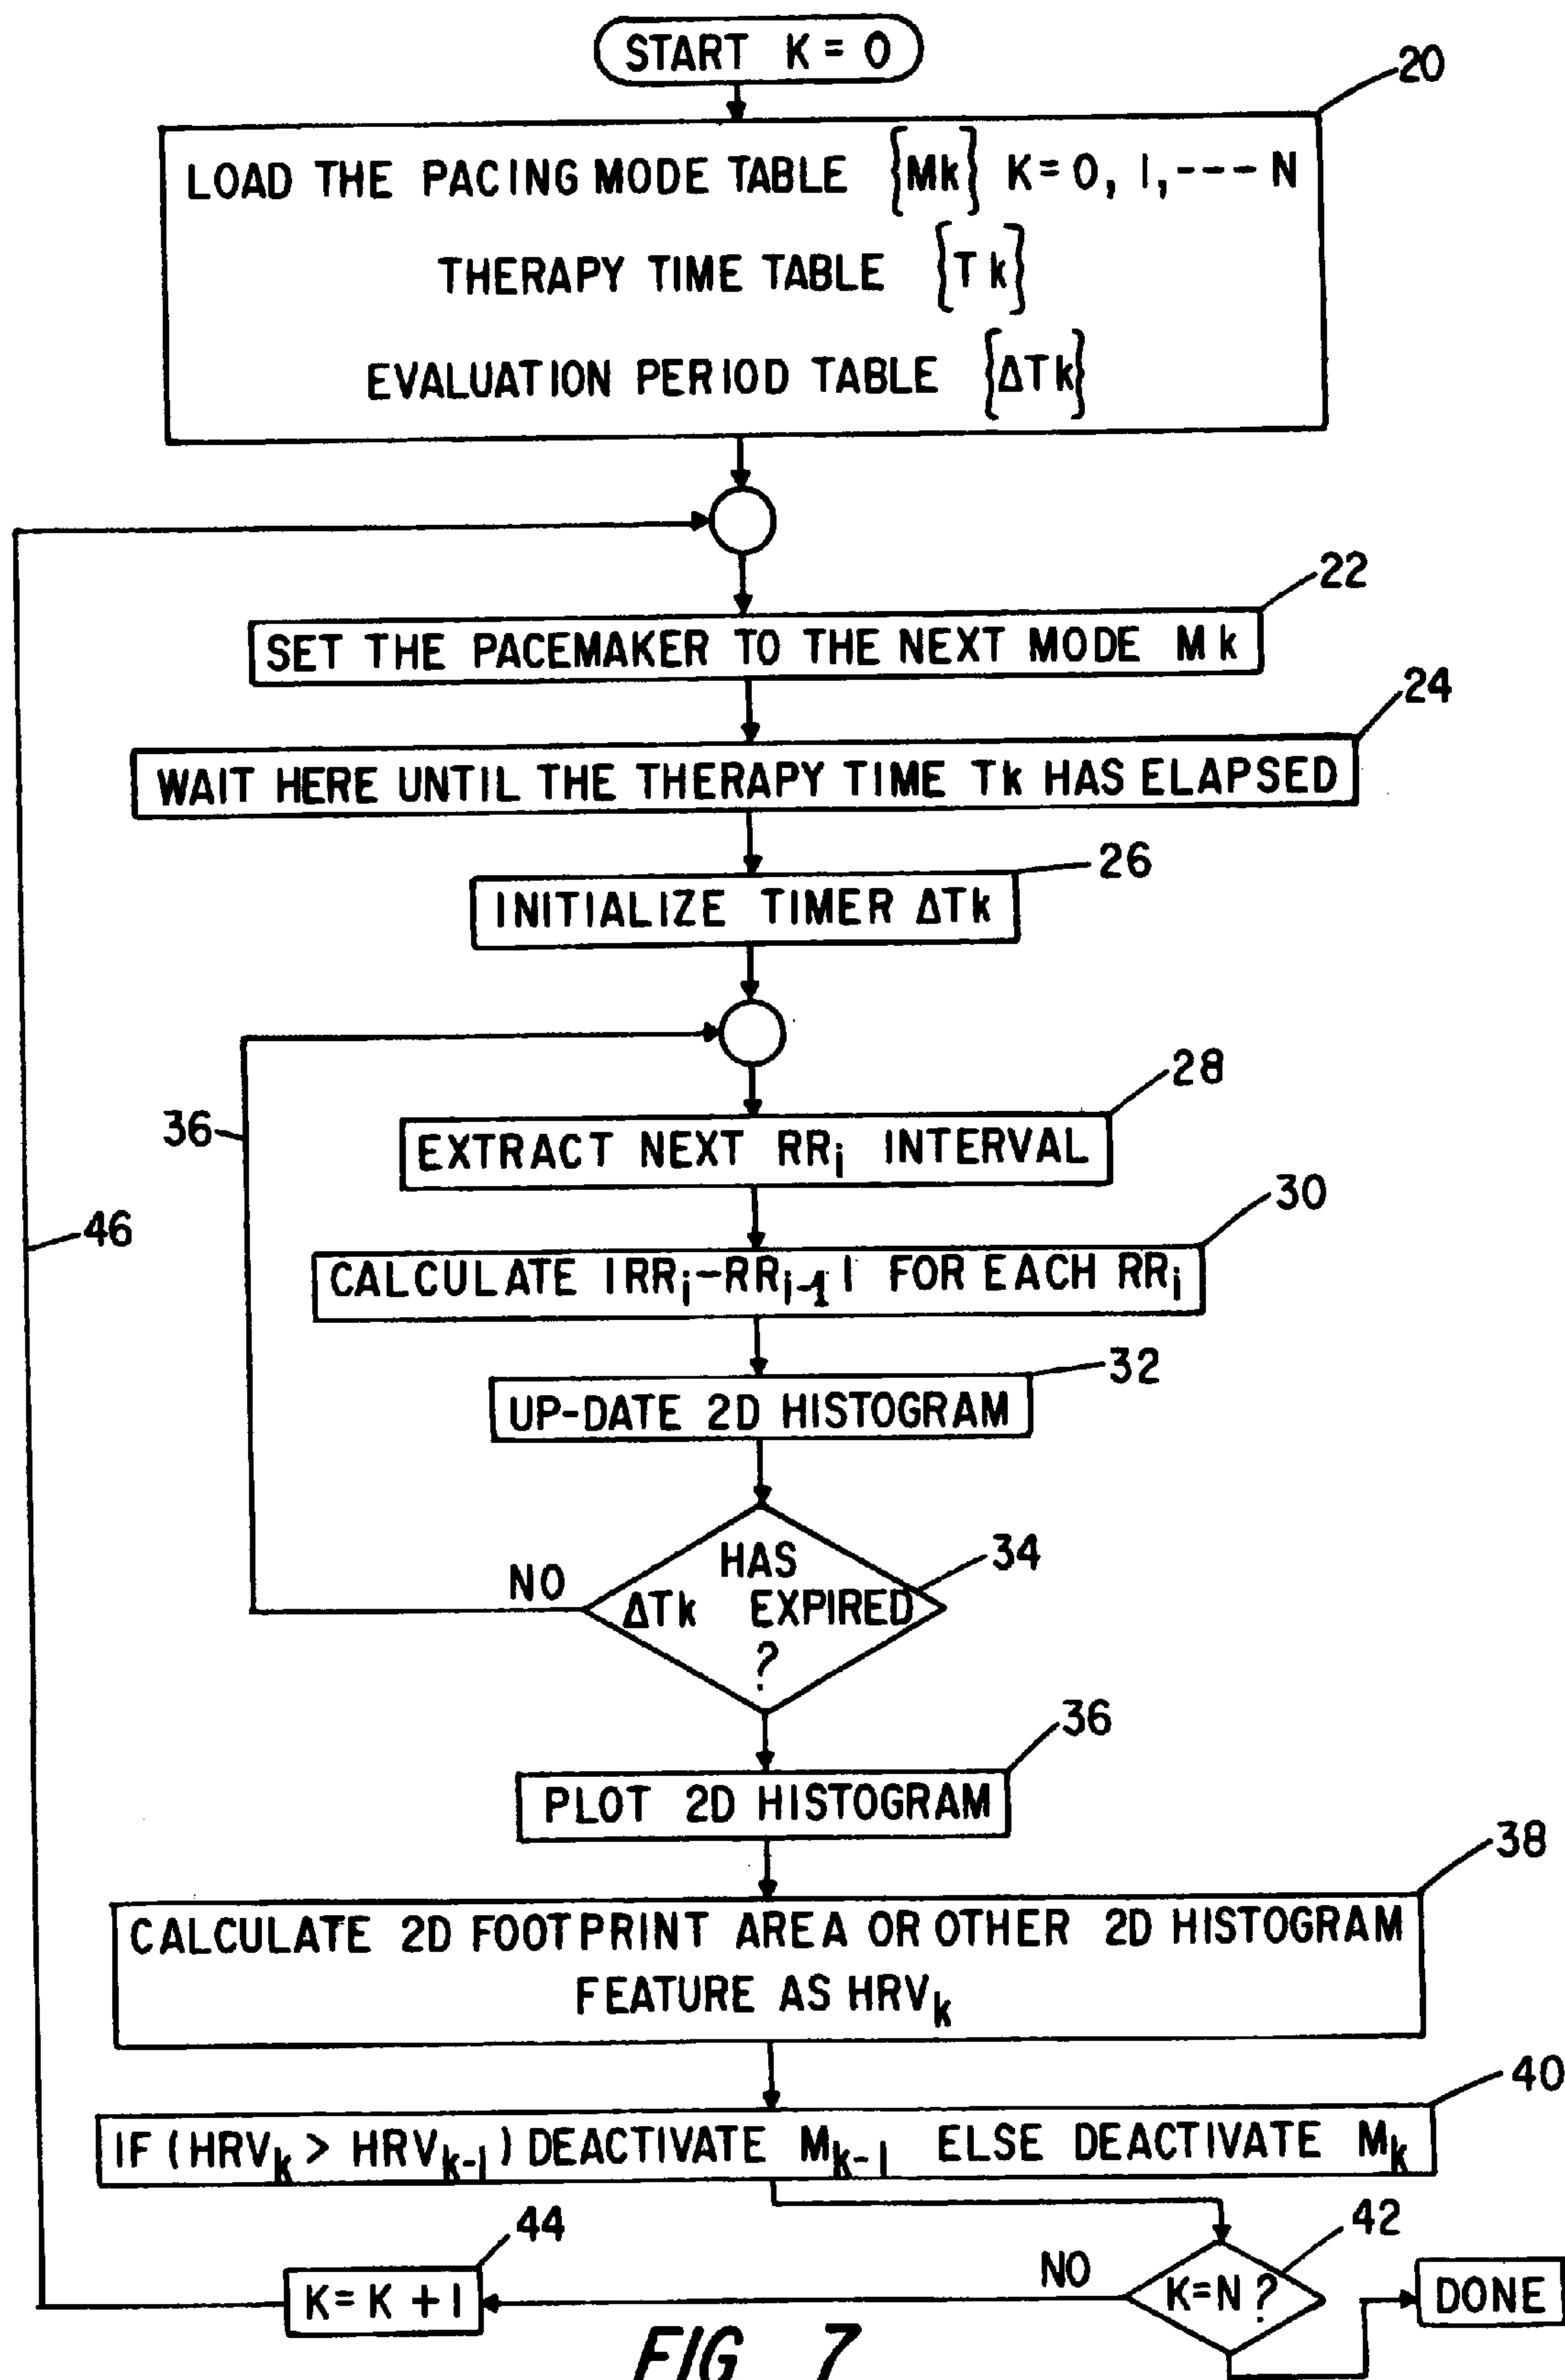 START K = 0
20
LOAD THE PACING MODE TABLE {Mk} K = 0, 1, --- N
THERAPY TIME TABLE {Tk}
EVALUATION PERIOD TABLE {ΔTk}
22
SET THE PACEMAKER TO THE NEXT MODE Mk
24
WAIT HERE UNTIL THE THERAPY TIME Tk HAS ELAPSED
26
INITIALIZE TIMER ΔTk
28
36
EXTRACT NEXT RRi INTERVAL
30
46
CALCULATE |RRi-RRi-1| FOR EACH RRi
32
UP-DATE 2D HISTOGRAM
34
NO
HAS
ΔTk EXPIRED
?
36
PLOT 2D HISTOGRAM
38
CALCULATE 2D FOOTPRINT AREA OR OTHER 2D HISTOGRAM
FEATURE AS HRVk
40
IF (HRVk > HRVk-1) DEACTIVATE Mk-1 ELSE DEACTIVATE Mk
44
42
NO
K = K + 1
K=N?
DONE
FIG 7